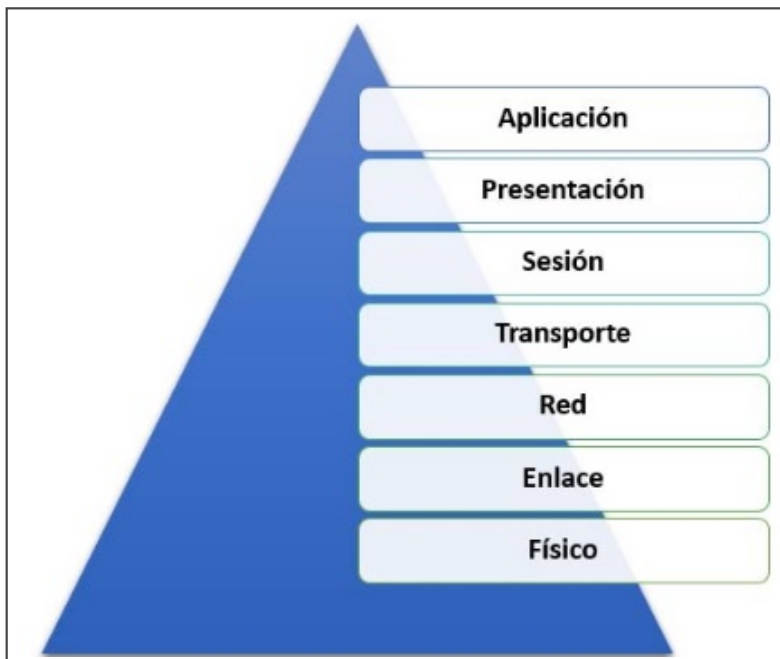 Aplicación
Presentación
Sesión
Transporte
Red
Enlace
Físico